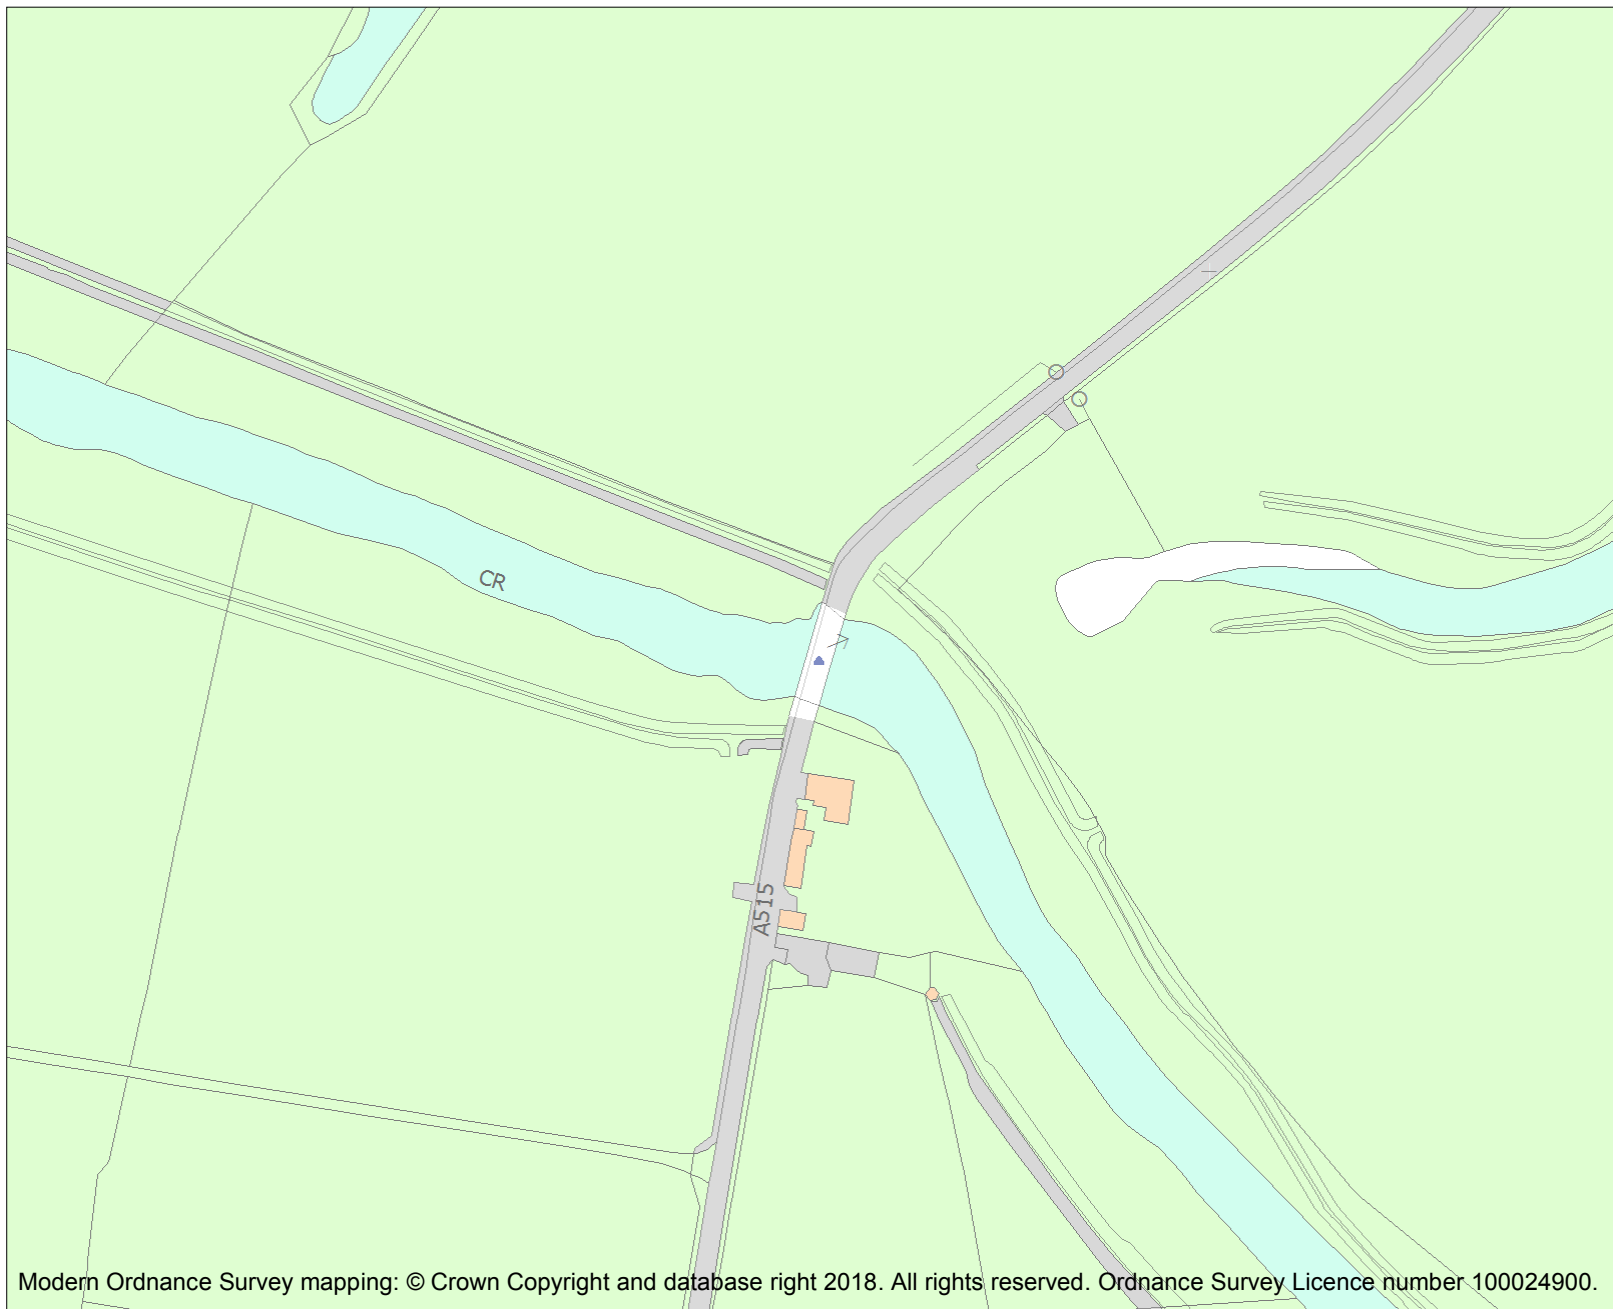 CR
A515
Modern Ordnance Survey mapping: © Crown Copyright and database right 2018. All rights reserved. Ordnance Survey Licence number 100024900.